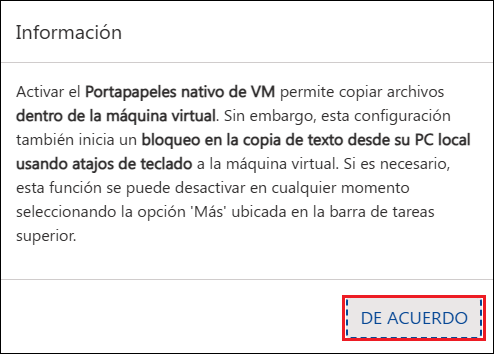 Información
Activar el Portapapeles nativo de VM permite copiar archivos
dentro de la máquina virtual. Sin embargo, esta configuración
también inicia un bloqueo en la copia de texto desde su PC local
usando atajos de teclado a la máquina virtual. Si es necesario,
esta función se puede desactivar en cualquier momento
seleccionando la opción 'Más' ubicada en la barra de tareas
superior.
DE ACUERDO